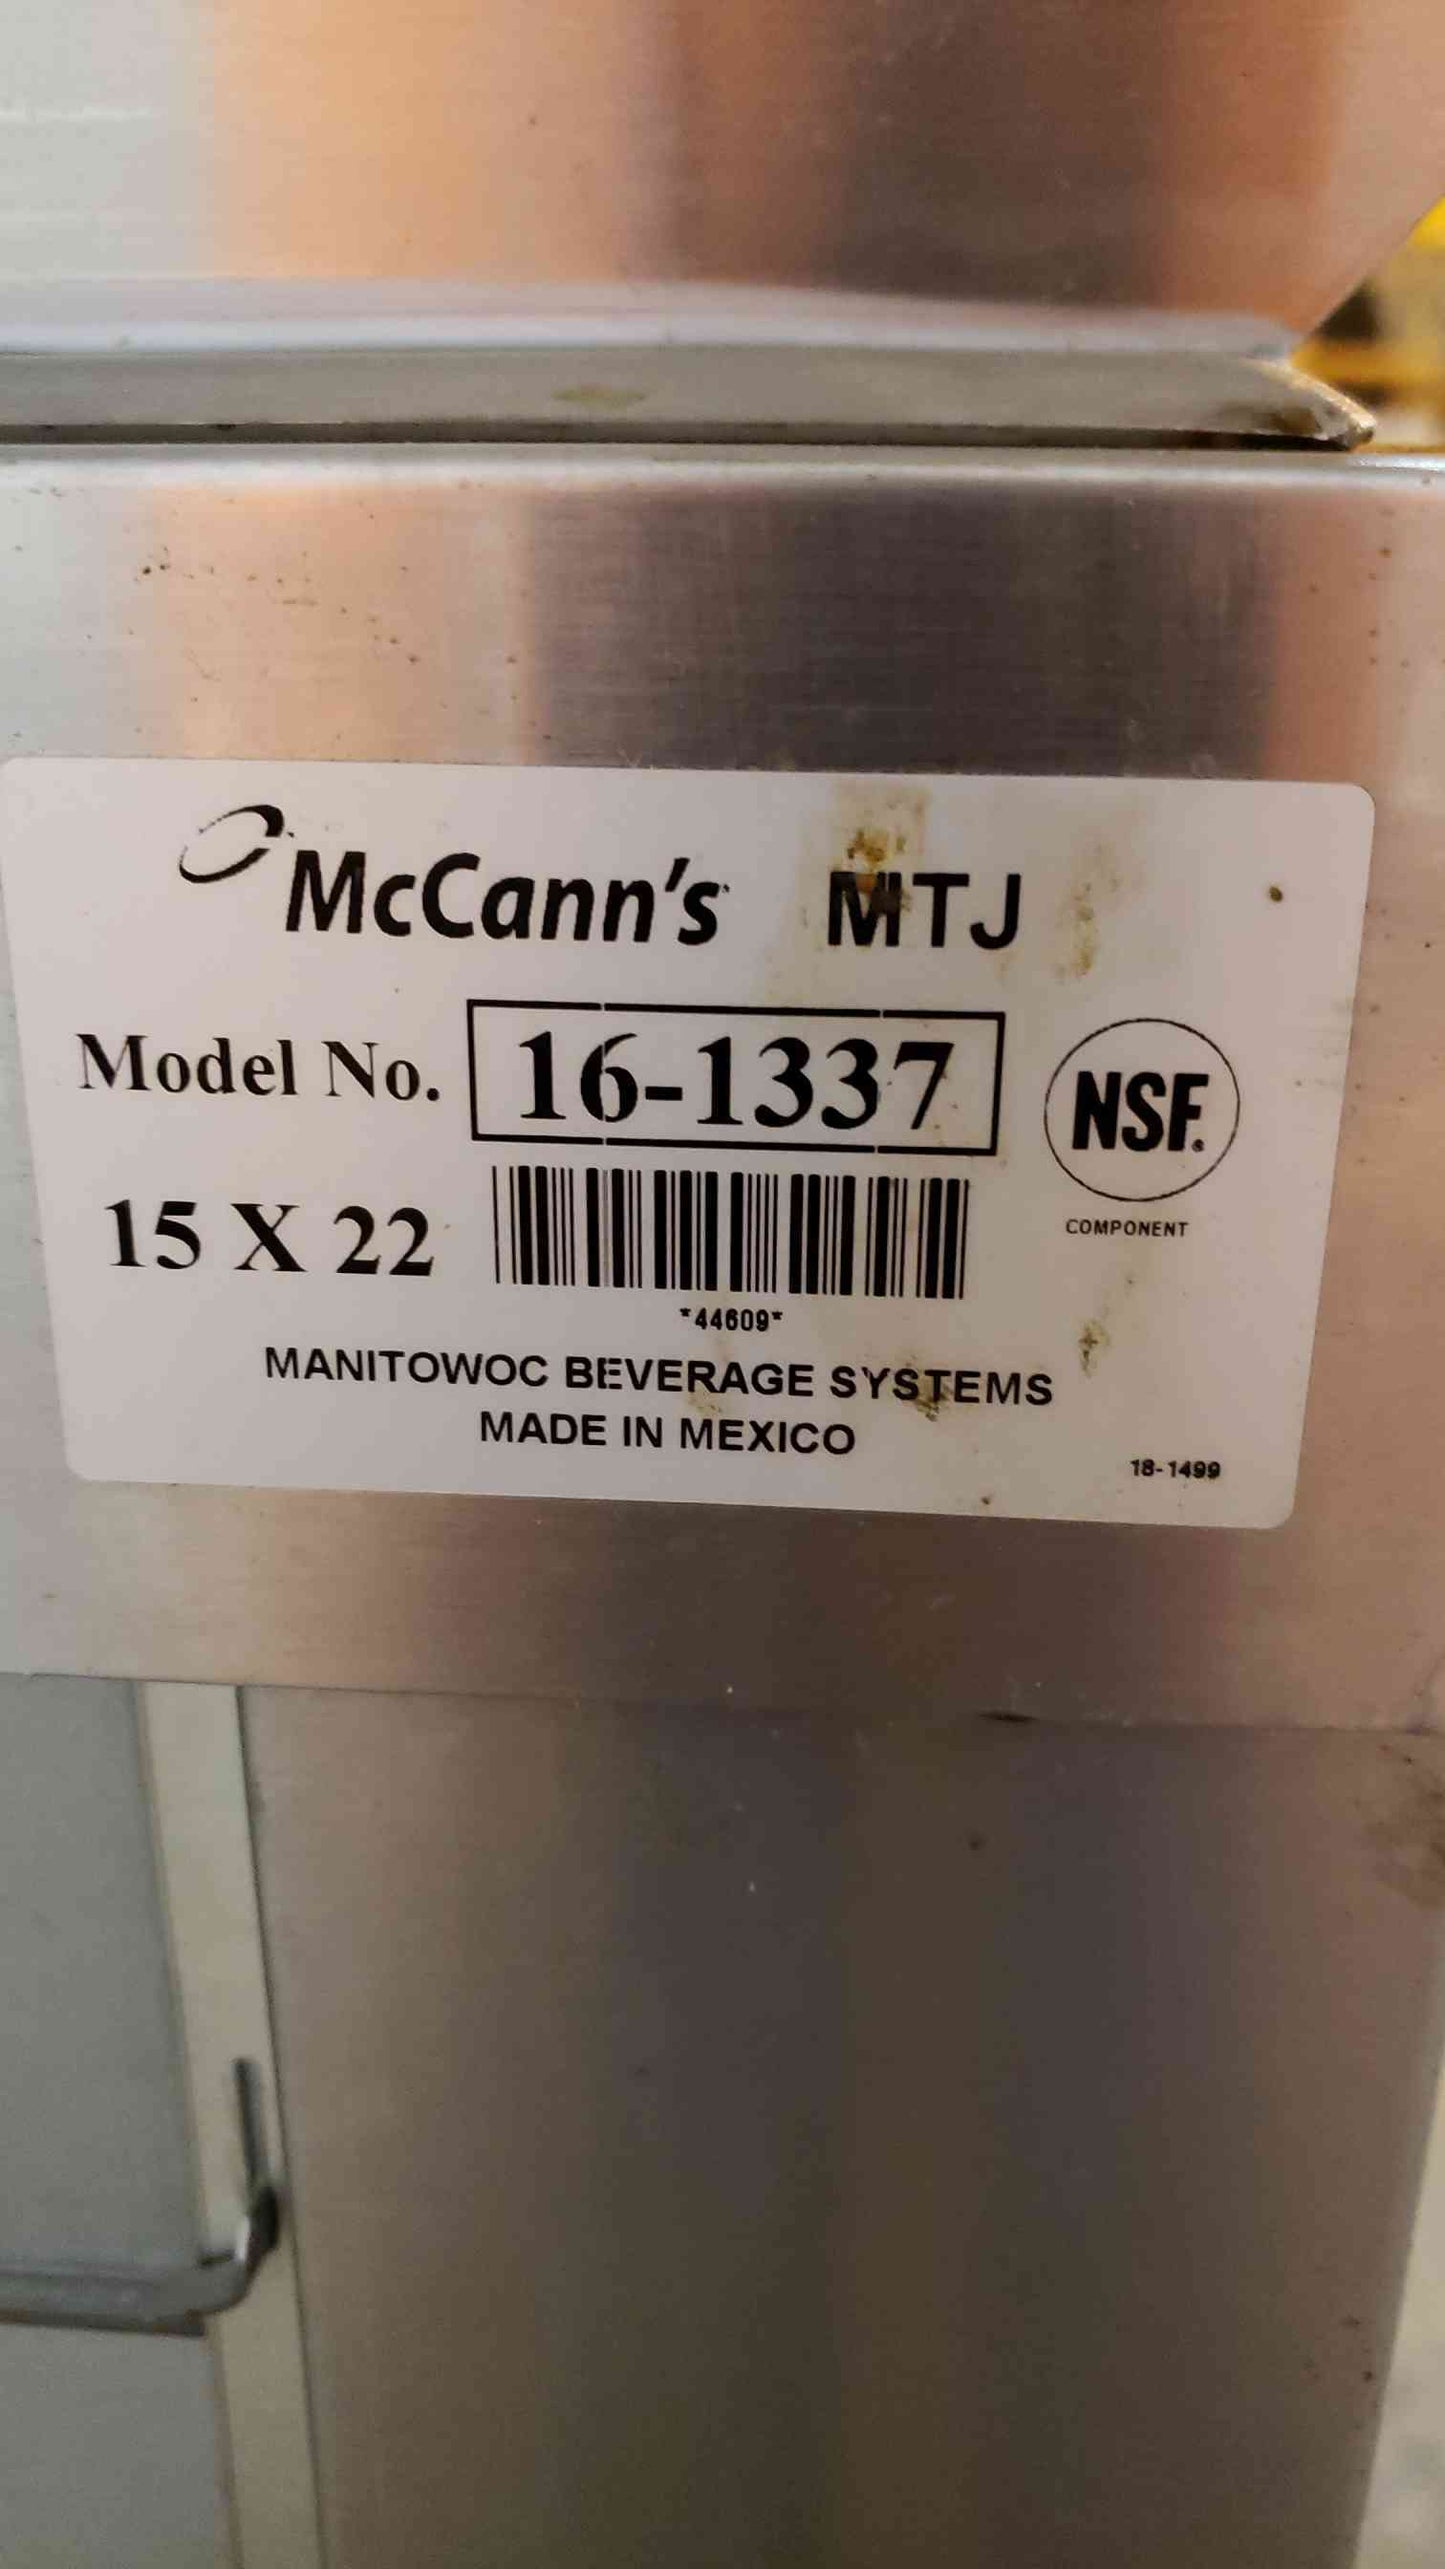 McCann's MTJ
Model No. 16-1337
NSF®
15 X 22
COMPONENT
*44609*
MANITOWOC BEVERAGE SYSTEMS
MADE IN MEXICO
18-1499